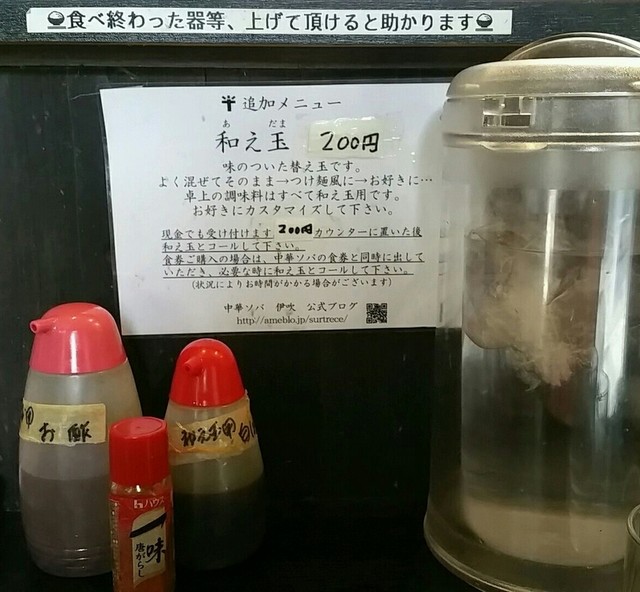 食べ終わった器等、上げて頂けると助かります
追加メニュー
あ だま
和え玉 200円
味のついた替え玉です。
よく混ぜてそのまま→つけ麺風に→お好きに…
卓上の調味料はすべて和え玉用です。
お好きにカスタマイズして下さい。
現金でも受け付けます 200円 カウンターに置いた後
和え玉とコールして下さい。
食券ご購入の場合は、中華ソバの食券と同時に出して
いただき、必要な時に和え玉とコールして下さい。
(状況によりお時間がかかる場合がございます)
中華ソバ 伊吹 公式ブログ
http://ameblo.jp/surtrece/
お酢
和え玉用
ハウス
一味
唐がらし